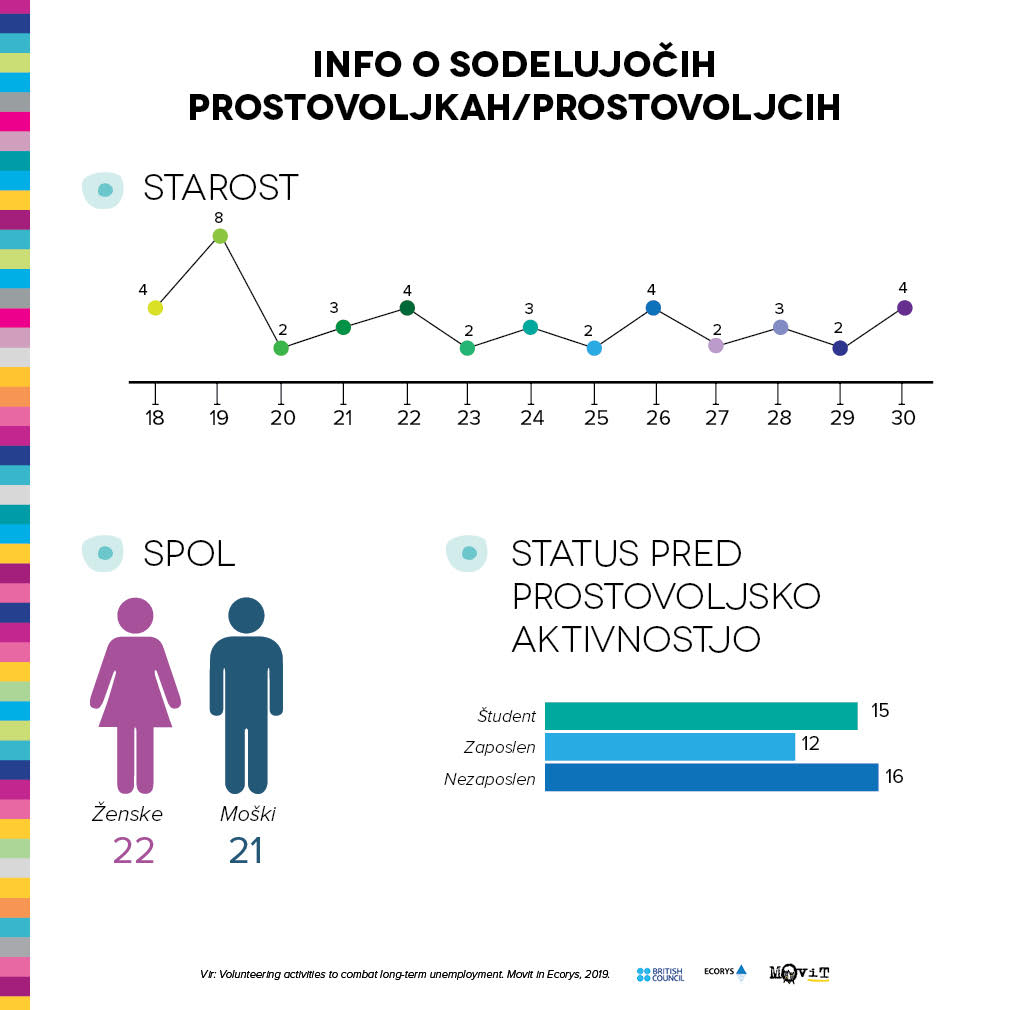 INFO O SODELUJOČIH
PROSTOVOLJKAH/PROSTOVOLJCIH
STAROST
4 8 2 3 4 2 3 2 4 2 3 2 4
18 19 20 21 22 23 24 25 26 27 28 29 30
SPOL
Ženske
22
Moški
21
STATUS PRED
PROSTOVOLJSKO
AKTIVNOSTJO
Študent 15
Zaposlen 12
Nezaposlen 16
Vir: Volunteering activities to combat long-term unemployment. Movit in Ecorys, 2019.
BRITISH
COUNCIL
ECORYS
MOViT